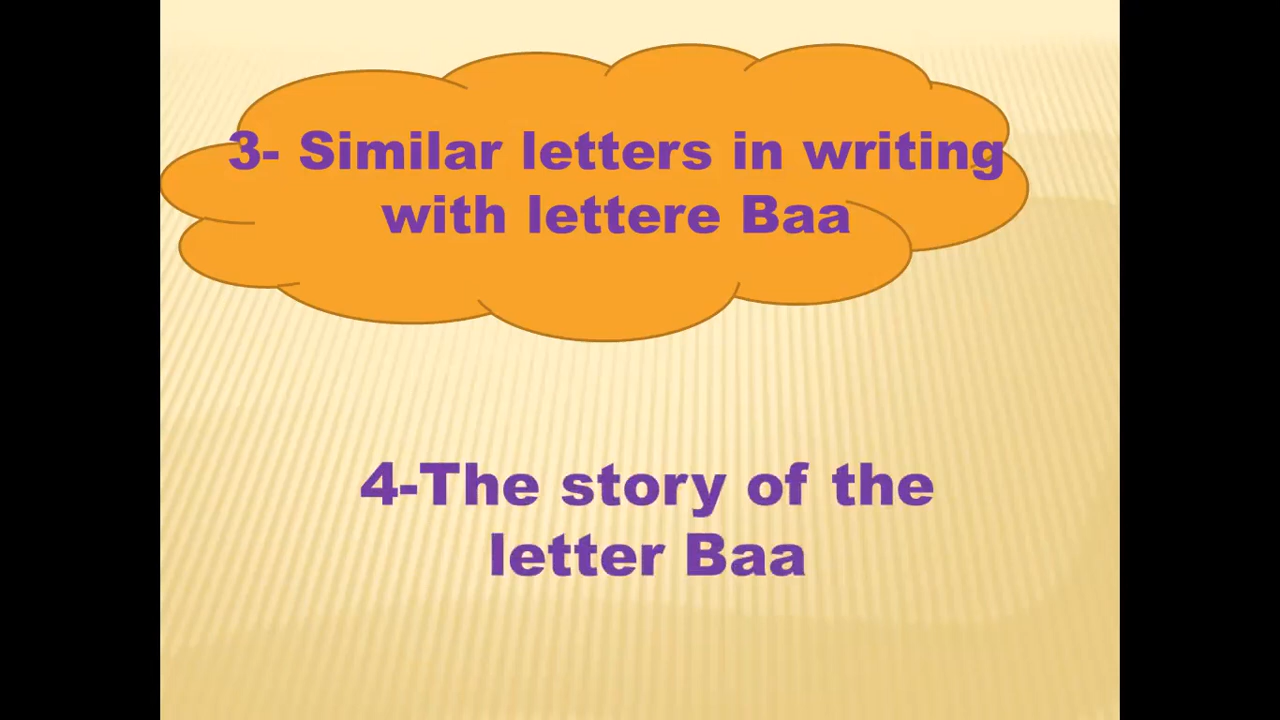 3- Similar letters in writing
with lettere Baa
4-The story of the
letter Baa